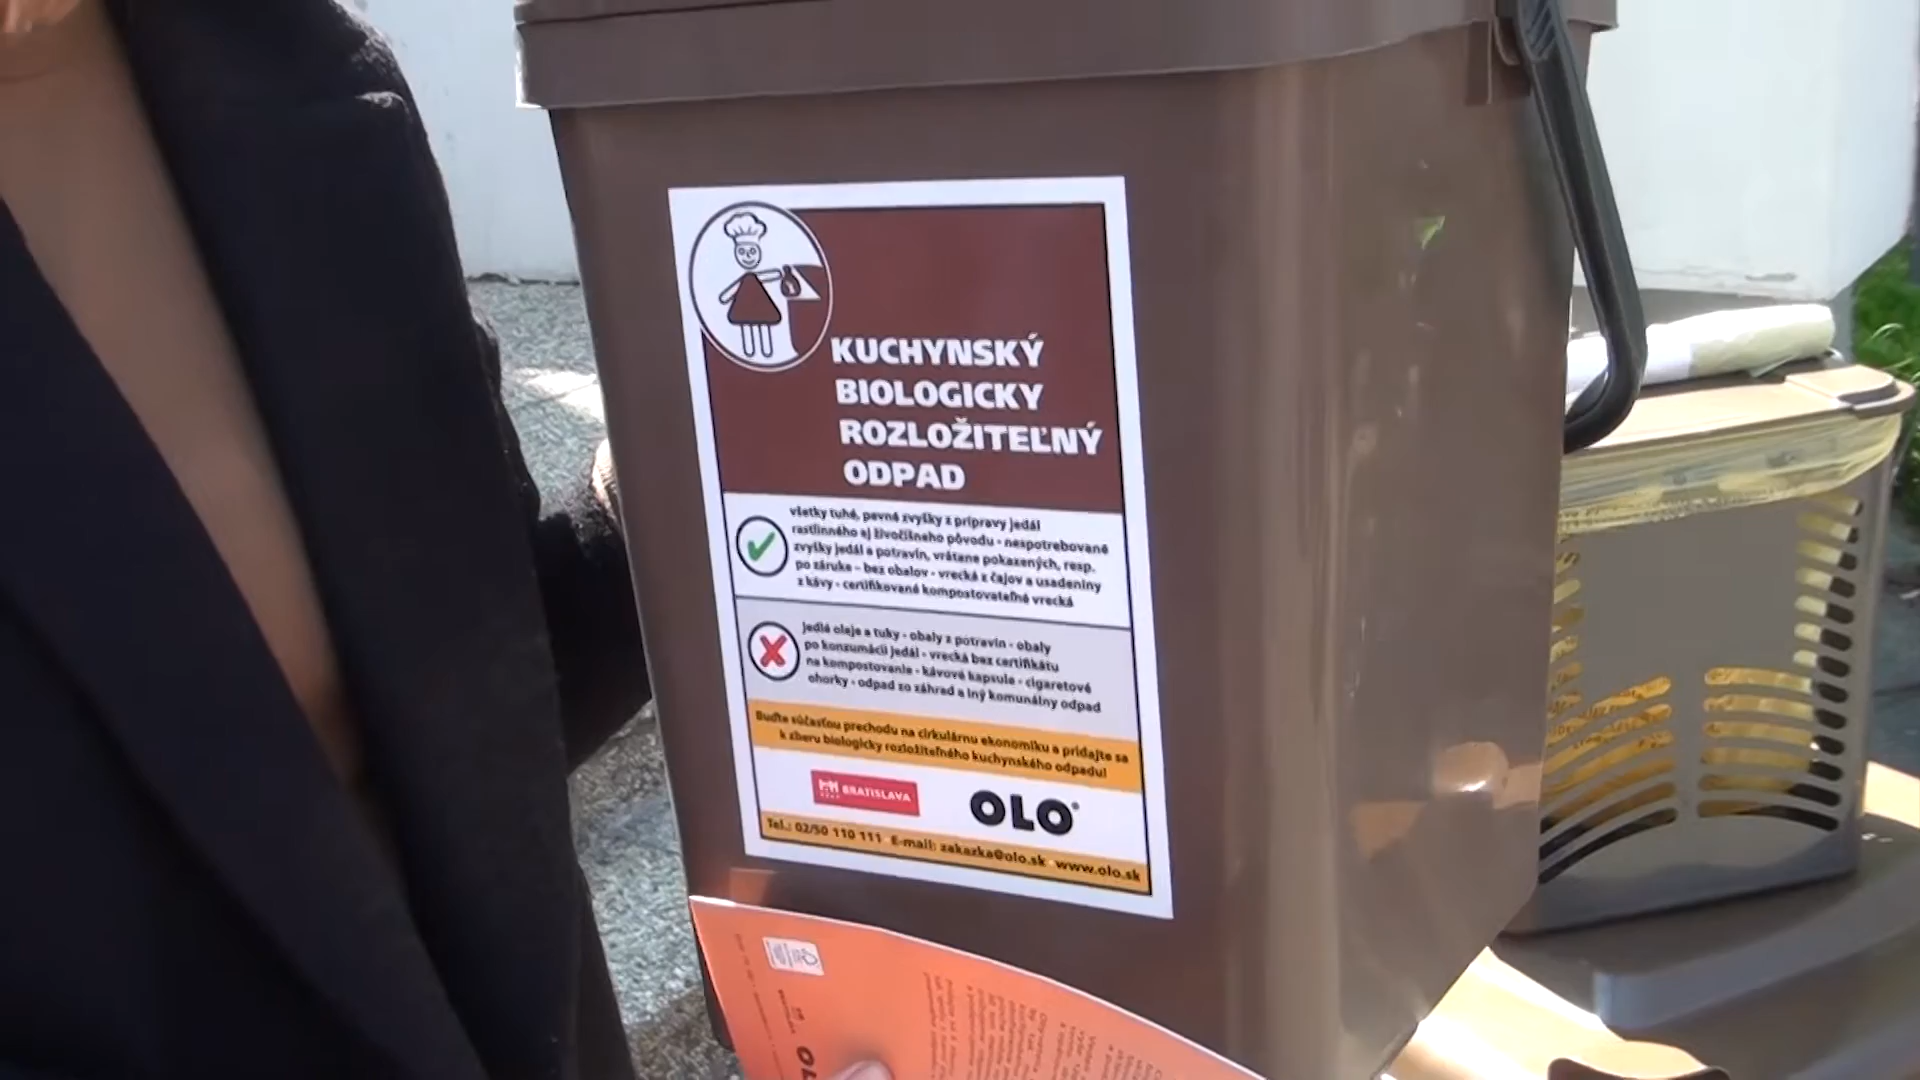 KUCHYNSKÝ
BIOLOGICKY
ROZLOŽITEĽNÝ
ODPAD
všetky tuhé, pevné zvyšky z prípravy jedál
rastlinného aj živočíšneho pôvodu - nespotrebované
zvyšky jedál a potravín, vrátane pokazených, resp.
po záruke – bez obalov - vrecká z čajov a usadeniny
z kávy - certifikované kompostovateľné vrecká
jedlé oleje a tuky - obaly z potravín - obaly
po konzumácii jedál - vrecká bez certifikátu
na kompostovanie - kávové kapsule - cigaretové
ohorky - odpad zo záhrad a iný komunálny odpad
Buďte súčasťou prechodu na cirkulárnu ekonomiku a pridajte sa
k zberu biologicky rozložiteľného kuchynského odpadu!
BRATISLAVA
OLO®
Tel.: 02/50 110 111 E-mail: zakazka@olo.sk www.olo.sk